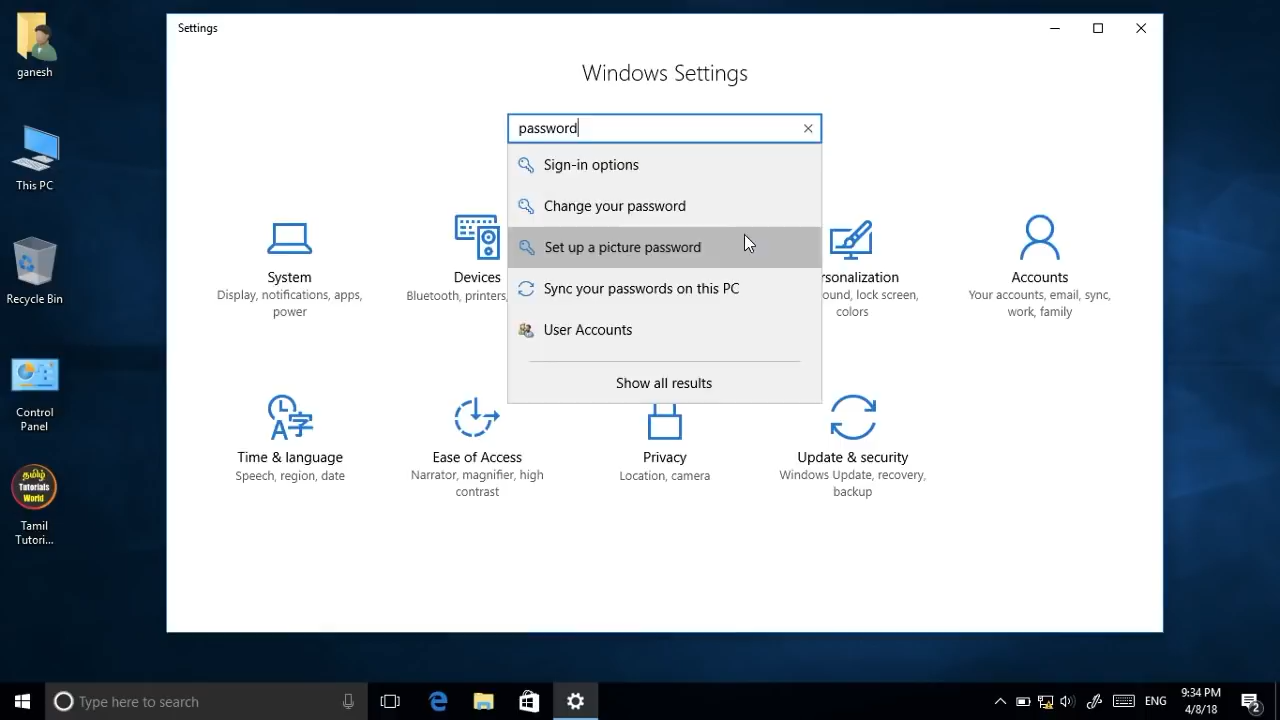 ganesh
This PC
Recycle Bin
Control
Panel
தமிழ்
Tutorials
World
Tamil
Tutori...
Settings
Windows Settings
password
Sign-in options
Change your password
Set up a picture password
Sync your passwords on this PC
User Accounts
Show all results
System
Display, notifications, apps,
power
Devices
Bluetooth, printers,
rsonalization
ound, lock screen,
colors
Accounts
Your accounts, email, sync,
work, family
Time & language
Speech, region, date
Ease of Access
Narrator, magnifier, high
contrast
Privacy
Location, camera
Update & security
Windows Update, recovery,
backup
Type here to search
ENG
9:34 PM
4/8/18
2